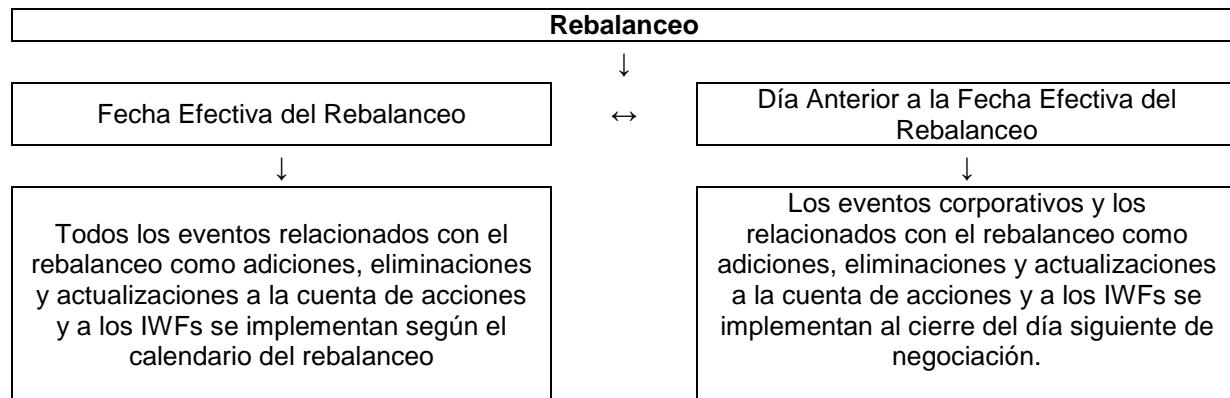 Rebalanceo
↓
Fecha Efectiva del Rebalanceo
↔
Día Anterior a la Fecha Efectiva del
Rebalanceo
↓
↓
Todos los eventos relacionados con el
rebalanceo como adiciones, eliminaciones
y actualizaciones a la cuenta de acciones
y a los IWFs se implementan según el
calendario del rebalanceo
Los eventos corporativos y los
relacionados con el rebalanceo como
adiciones, eliminaciones y actualizaciones
a la cuenta de acciones y a los IWFs se
implementan al cierre del día siguiente de
negociación.